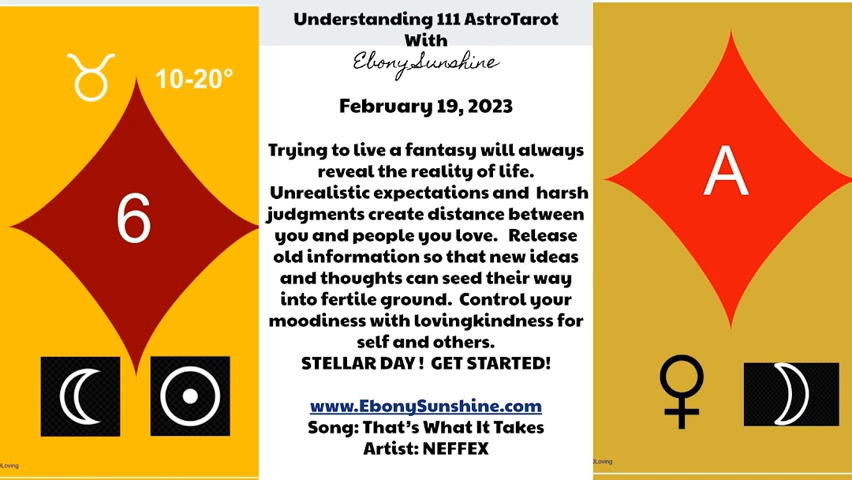 10-20°
6
Understanding 111 AstroTarot
With
EbonySunshine
February 19, 2023
Trying to live a fantasy will always
reveal the reality of life.
Unrealistic expectations and harsh
judgments create distance between
you and people you love. Release
old information so that new ideas
and thoughts can seed their way
into fertile ground. Control your
moodiness with lovingkindness for
self and others.
STELLAR DAY! GET STARTED!
www.EbonySunshine.com
Song: That's What It Takes
Artist: NEFFEX
A